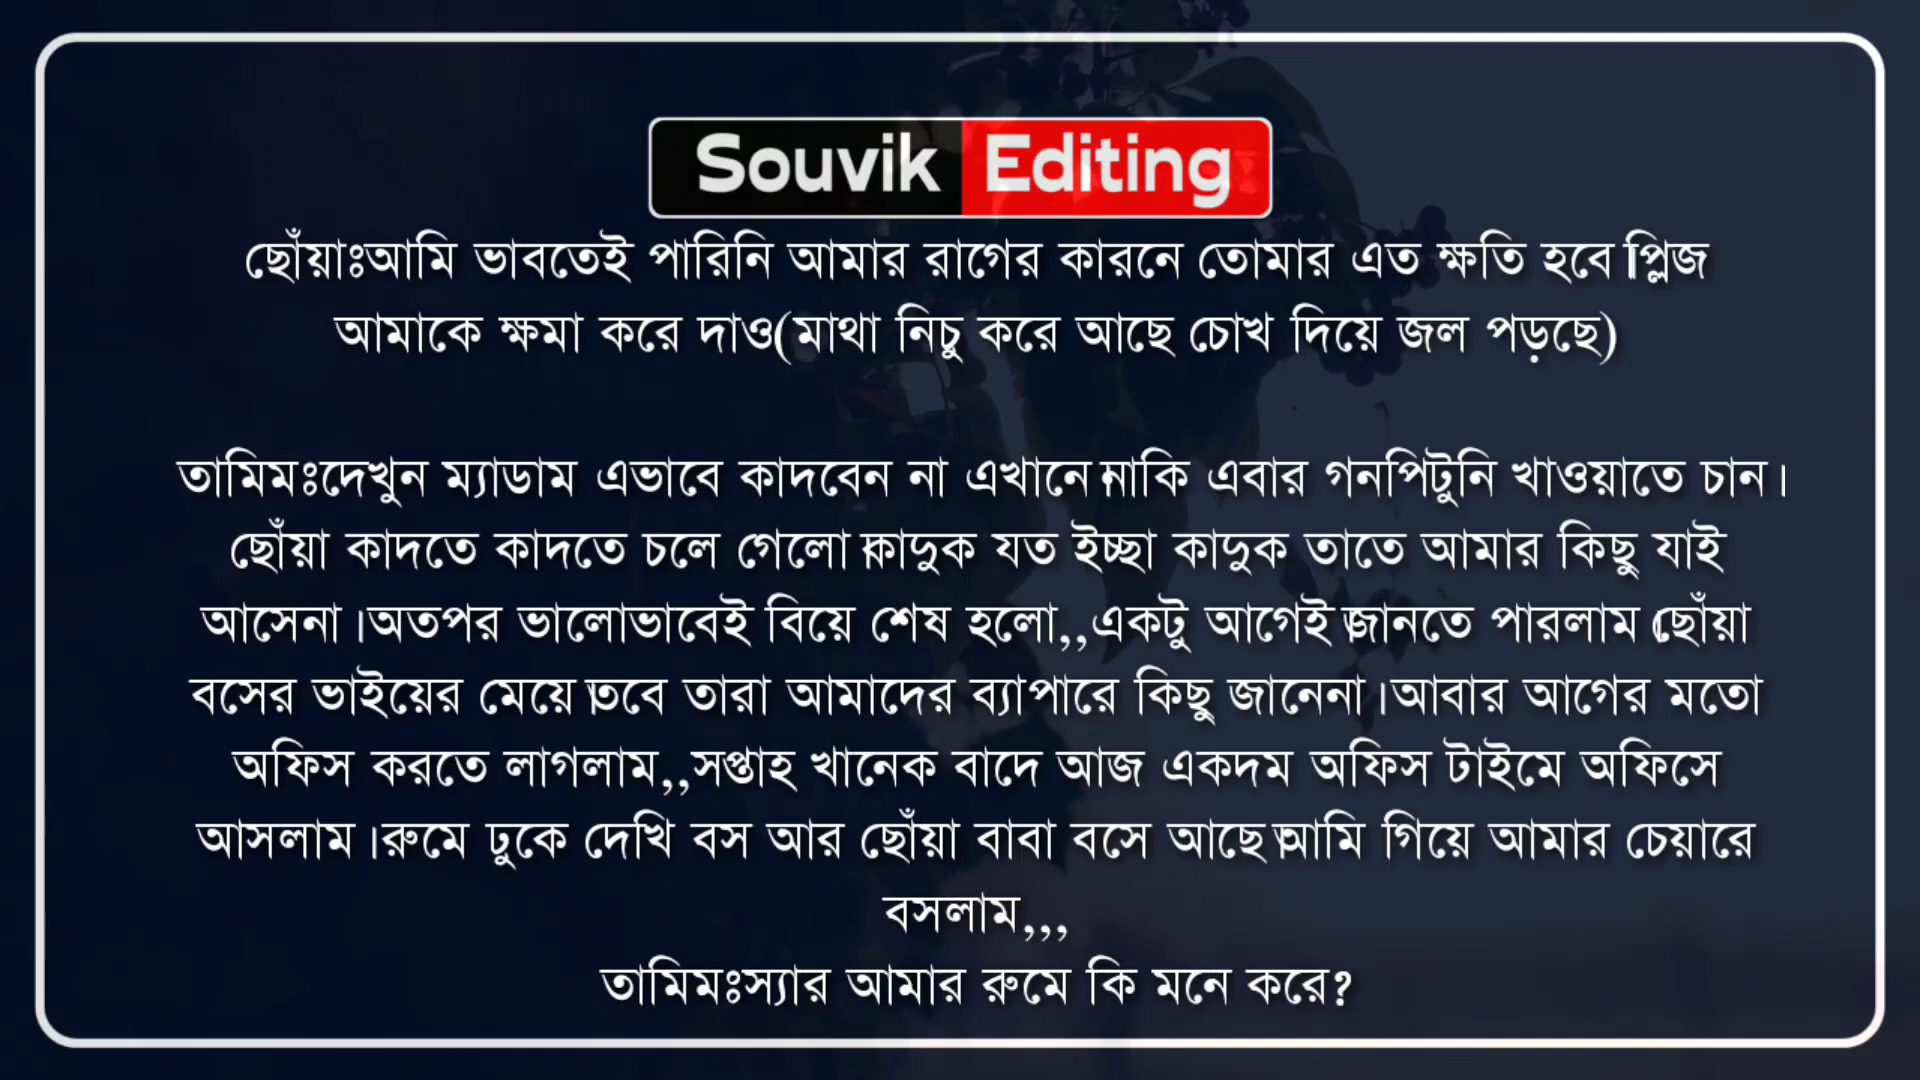 Souvik Editing
ছোঁয়াঃআমি ভাবতেই পারিনি আমার রাগের কারনে তোমার এত ক্ষতি হবে।প্লিজ
আমাকে ক্ষমা করে দাও(মাথা নিচু করে আছে চোখ দিয়ে জল পড়ছে)
তামিমঃদেখুন ম্যাডাম এভাবে কাদবেন না এখানে।নাকি এবার গনপিটুনি খাওয়াতে চান।
ছোঁয়া কাদতে কাদতে চলে গেলো।কাদুক যত ইচ্ছা কাদুক তাতে আমার কিছু যাই
আসেনা।অতপর ভালোভাবেই বিয়ে শেষ হলো,,একটু আগেই জানতে পারলাম ছোঁয়া
বসের ভাইয়ের মেয়ে।তবে তারা আমাদের ব্যাপারে কিছু জানেনা।আবার আগের মতো
অফিস করতে লাগলাম,,সপ্তাহ খানেক বাদে আজ একদম অফিস টাইমে অফিসে
আসলাম।রুমে ঢুকে দেখি বস আর ছোঁয়া বাবা বসে আছে।আমি গিয়ে আমার চেয়ারে
বসলাম,,,
তামিমঃস্যার আমার রুমে কি মনে করে?